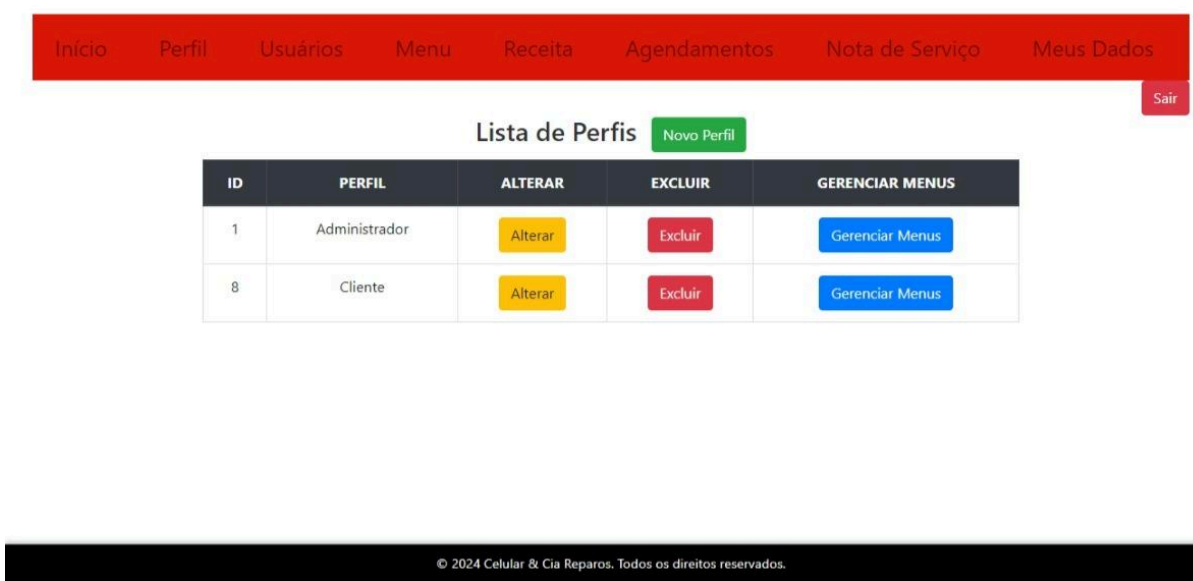 Início Perfil Usuários Menu Receita Agendamentos Nota de Serviço Meus Dados
Sair
Lista de Perfis Novo Perfil
ID PERFIL ALTERAR EXCLUIR GERENCIAR MENUS
1 Administrador Alterar Excluir Gerenciar Menus
8 Cliente Alterar Excluir Gerenciar Menus
© 2024 Celular & Cia Reparos. Todos os direitos reservados.